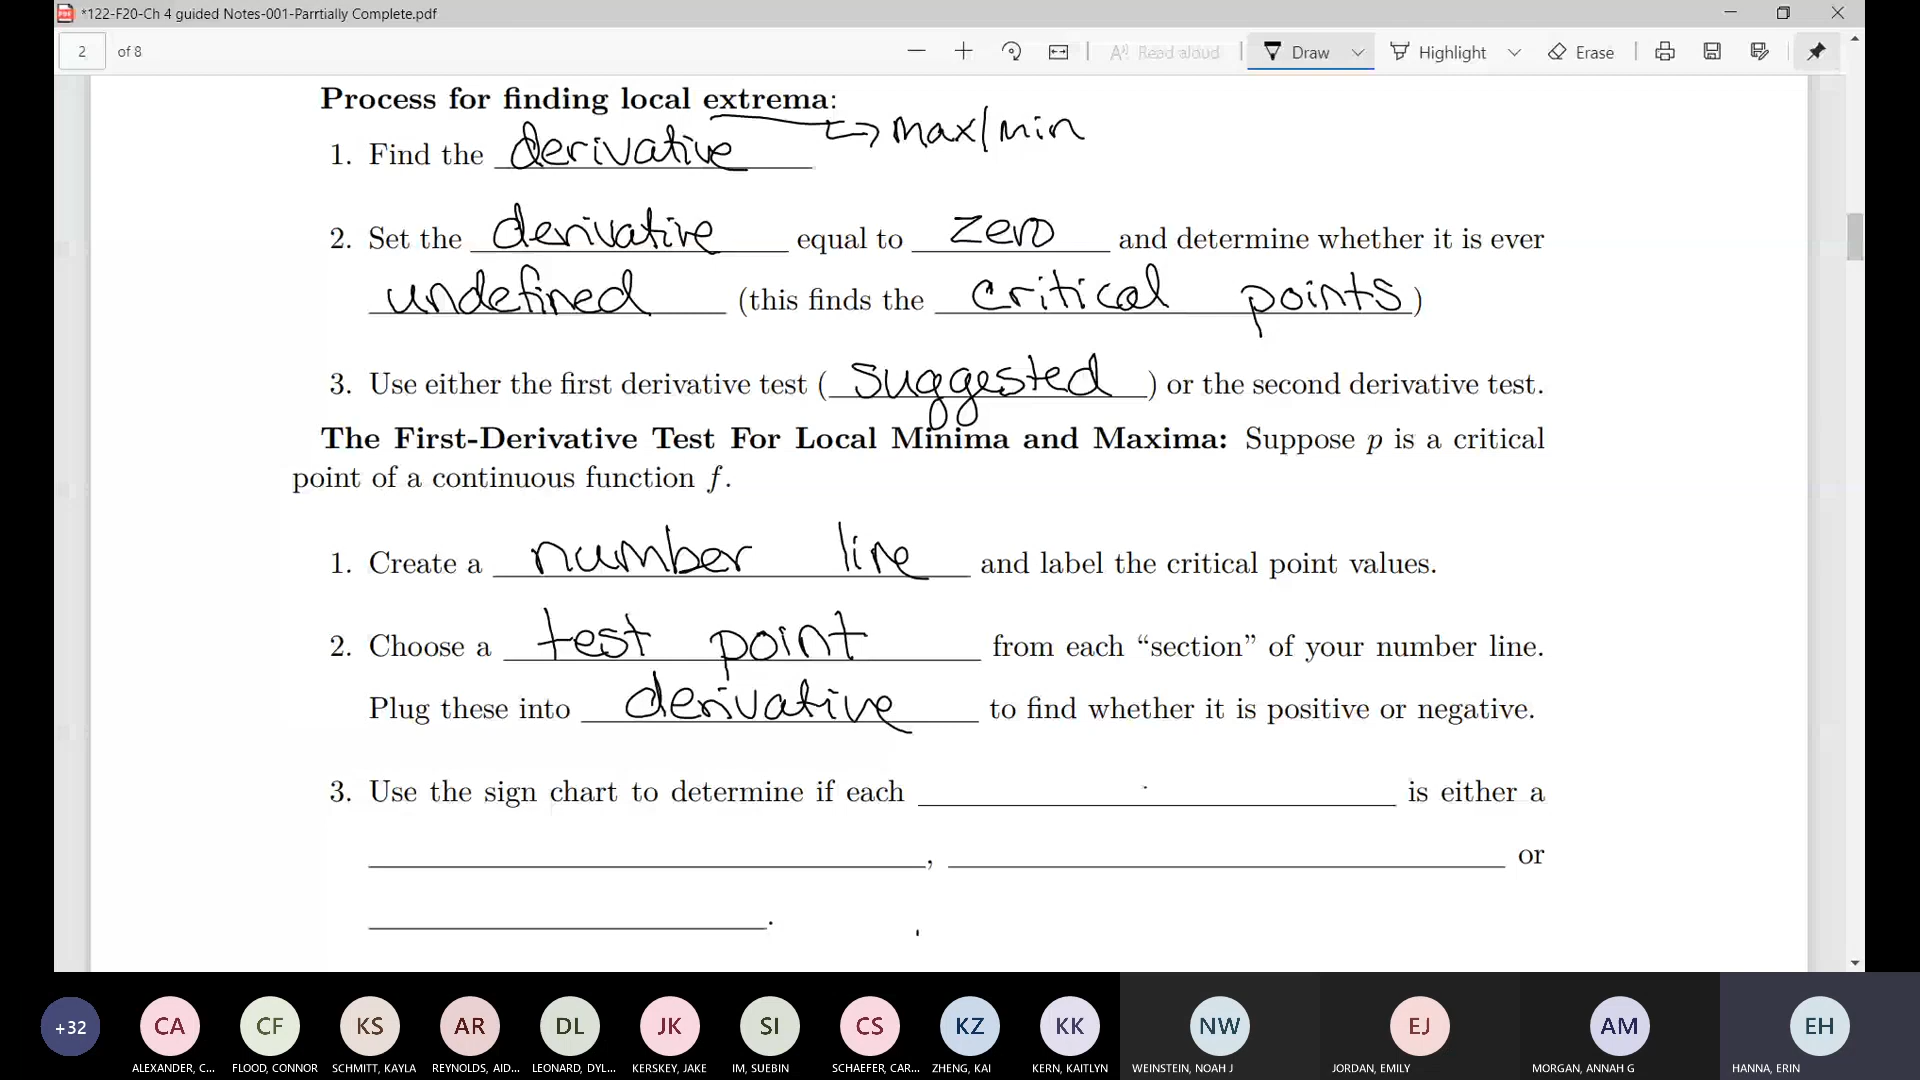 *122-F20-Ch 4 guided Notes-001-Parrtially Complete.pdf
2 of 8 Read aloud Draw Highlight Erase
Process for finding local extrema:
→ max/min
1. Find the derivative
2. Set the derivative equal to zero and determine whether it is ever
undefined (this finds the critical points)
3. Use either the first derivative test (suggested) or the second derivative test.
The First-Derivative Test For Local Minima and Maxima: Suppose p is a critical
point of a continuous function f.
1. Create a number line and label the critical point values.
2. Choose a test point from each “section” of your number line.
Plug these into derivative to find whether it is positive or negative.
3. Use the sign chart to determine if each ____ is either a
____, ____ or
____.
+32 CA CF KS AR DL JK SI CS KZ KK NW EJ AM EH
ALEXANDER, C... FLOOD, CONNOR SCHMITT, KAYLA REYNOLDS, AID... LEONARD, DYL... KERSKEY, JAKE IM, SUEBIN SCHAEFER, CAR... ZHENG, KAI KERN, KAITLYN WEINSTEIN, NOAH J JORDAN, EMILY MORGAN, ANNAH G HANNA, ERIN